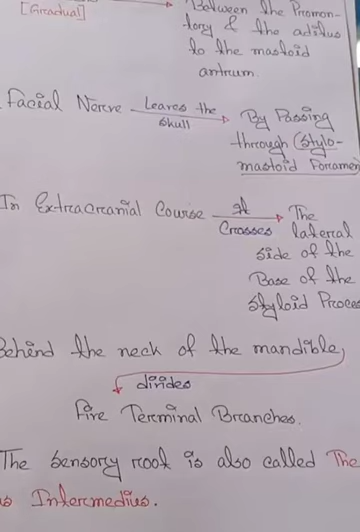 Between the Promon-
[Gradual]
tory & the aditus
to the mastoid
antrum.
Facial Nerve Leaves the skull By Passing
through (stylo-
mastoid Foramen
In Extracranial Course It Crosses The
lateral
side of the
Base of the
styloid Proces
Behind the neck of the mandible,
divides
Five Terminal Branches.
The sensory root is also called The
s Intermedius.